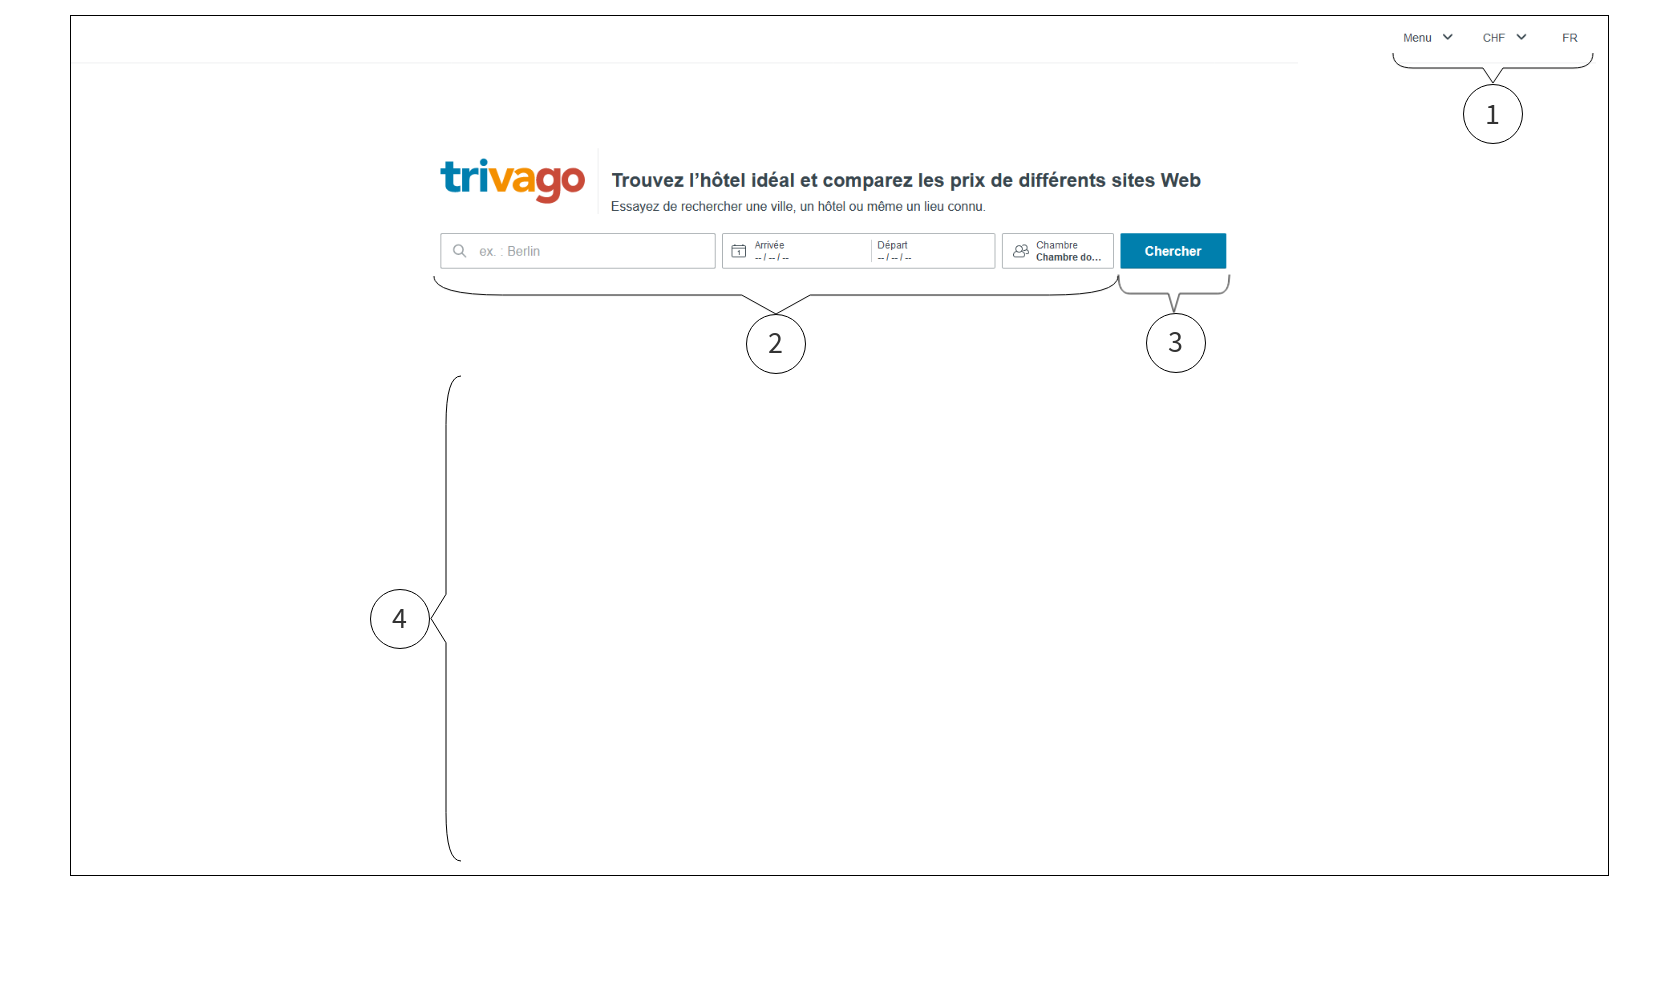 Menu CHF FR
1
trivago
Trouvez l’hôtel idéal et comparez les prix de différents sites Web
Essayez de rechercher une ville, un hôtel ou même un lieu connu.
ex. : Berlin
1
Arrivée
-- / -- / --
Départ
-- / -- / --
Chambre
Chambre do...
Chercher
2
3
4